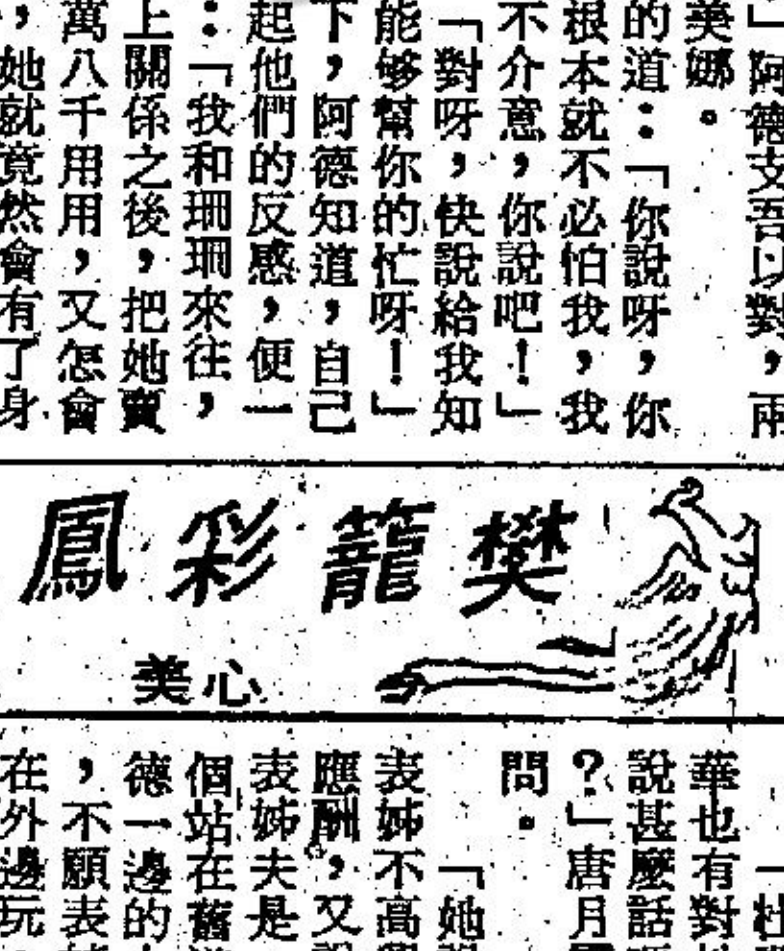 」阿德支吾以對，兩
美娜。
的道：「你說呀，你
根本就不必怕我，我
不介意，你說吧！」
「對呀，快說給我知
能够幫你的忙呀！」
下，阿德知道，自己
起他們的反感，便一
：「我和珊珊來往，
上關係之後，把她賣
萬八千用用，又怎會
，她就竟然會有了身
樊籠彩鳳
心美
華也有對
說甚麼話
？」唐月
問。
「她
表姊不高
應酬，又
表姊夫是
個站在舊
德一邊的
，不願表
在外邊玩